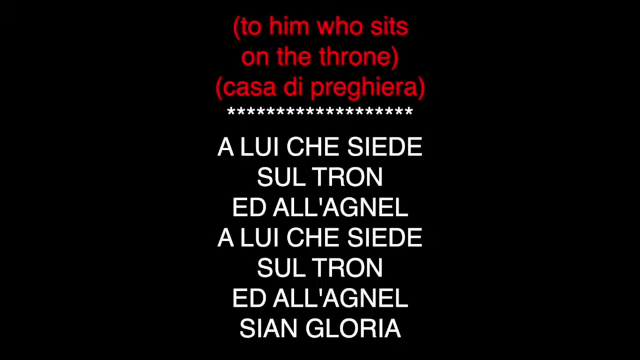 (to him who sits
on the throne)
(casa di preghiera)
*******************
A LUI CHE SIEDE
SUL TRON
ED ALL'AGNEL
A LUI CHE SIEDE
SUL TRON
ED ALL'AGNEL
SIAN GLORIA